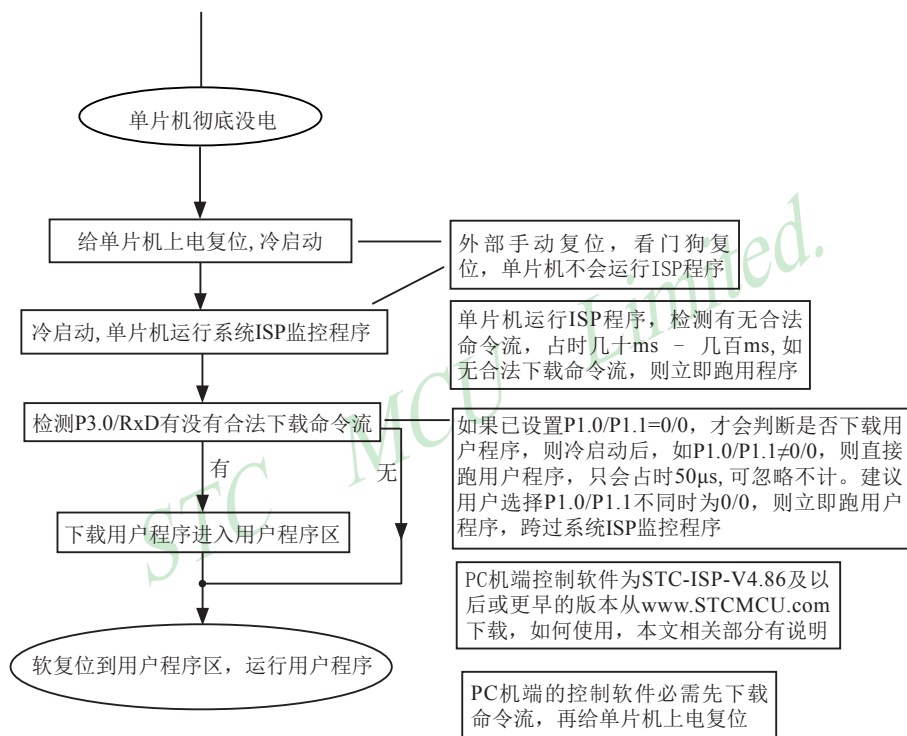 单片机彻底没电
给单片机上电复位,冷启动
外部手动复位，看门狗复
位，单片机不会运行ISP程序
冷启动,单片机运行系统ISP监控程序
单片机运行ISP程序，检测有无合法
命令流，占时几十ms － 几百ms,如
无合法下载命令流，则立即跑用程序
检测P3.0/RxD有没有合法下载命令流
如果已设置P1.0/P1.1=0/0，才会判断是否下载用
户程序，则冷启动后，如P1.0/P1.1≠0/0，则直接
跑用户程序，只会占时50μs,可忽略不计。建议
用户选择P1.0/P1.1不同时为0/0，则立即跑用户
程序，跨过系统ISP监控程序
有
无
下载用户程序进入用户程序区
PC机端控制软件为STC-ISP-V4.86及以
后或更早的版本从www.STCMCU.com
下载，如何使用，本文相关部分有说明
软复位到用户程序区，运行用户程序
PC机端的控制软件必需先下载
命令流，再给单片机上电复位
STC MCU Limited.